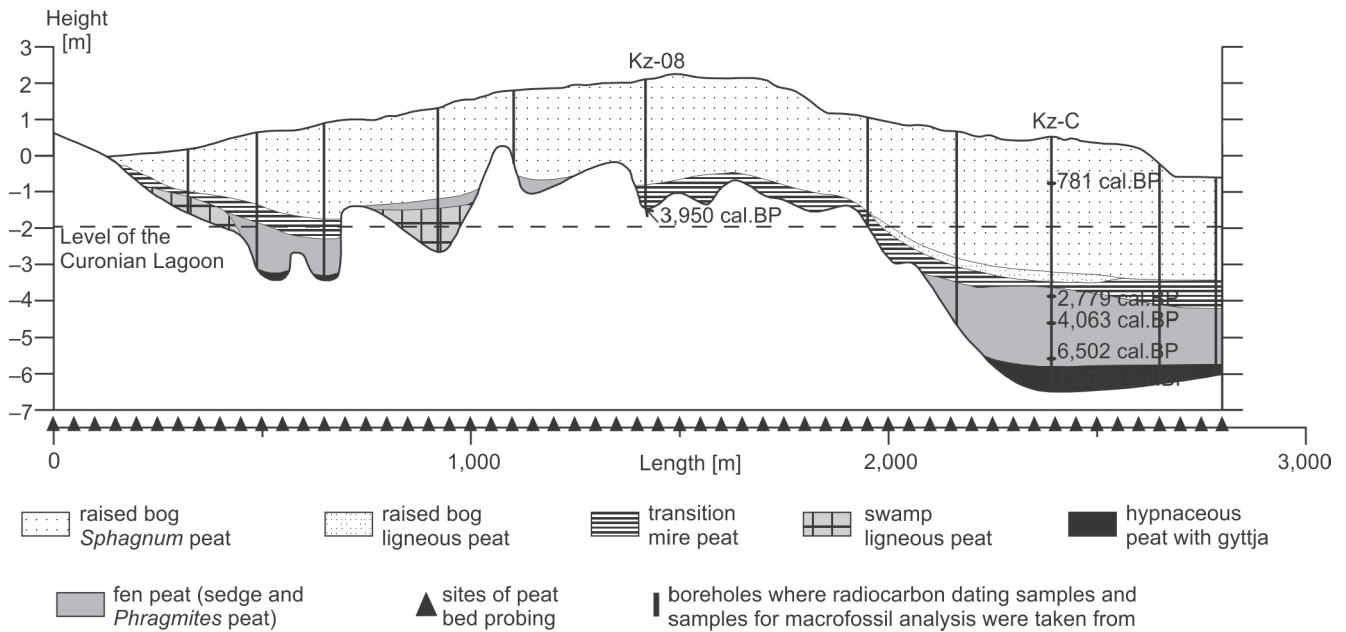 Height
[m]
3
2
1
0
–1
–2
–3
–4
–5
–6
–7
Kz-08
Kz-C
781 cal.BP
3,950 cal.BP
Level of the
Curonian Lagoon
2,779 cal.BP
4,063 cal.BP
6,502 cal.BP
0
1,000
Length [m]
2,000
3,000
raised bog
Sphagnum peat
raised bog
ligneous peat
transition
mire peat
swamp
ligneous peat
hypnaceous
peat with gyttja
fen peat (sedge and
Phragmites peat)
sites of peat
bed probing
boreholes where radiocarbon dating samples and
samples for macrofossil analysis were taken from